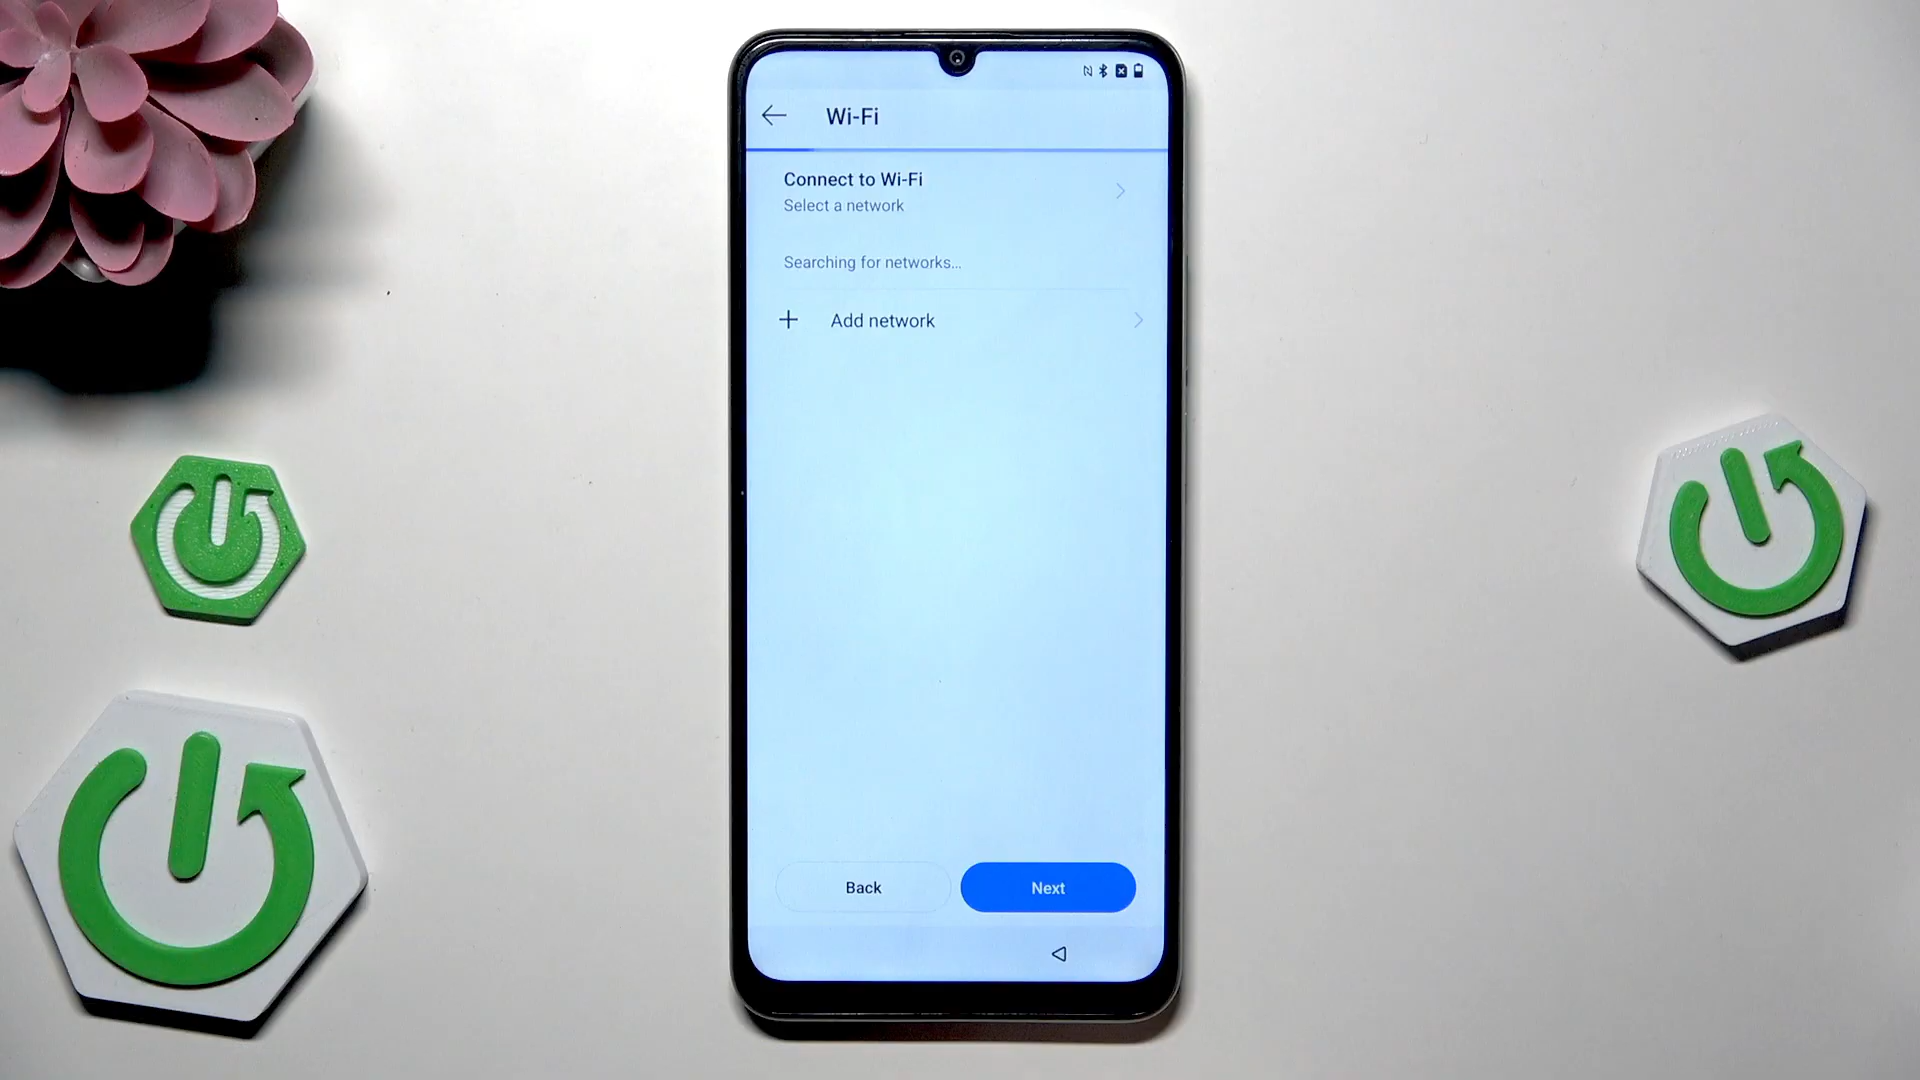 Wi-Fi
Connect to Wi-Fi
Select a network
Searching for networks…
Add network
Back
Next